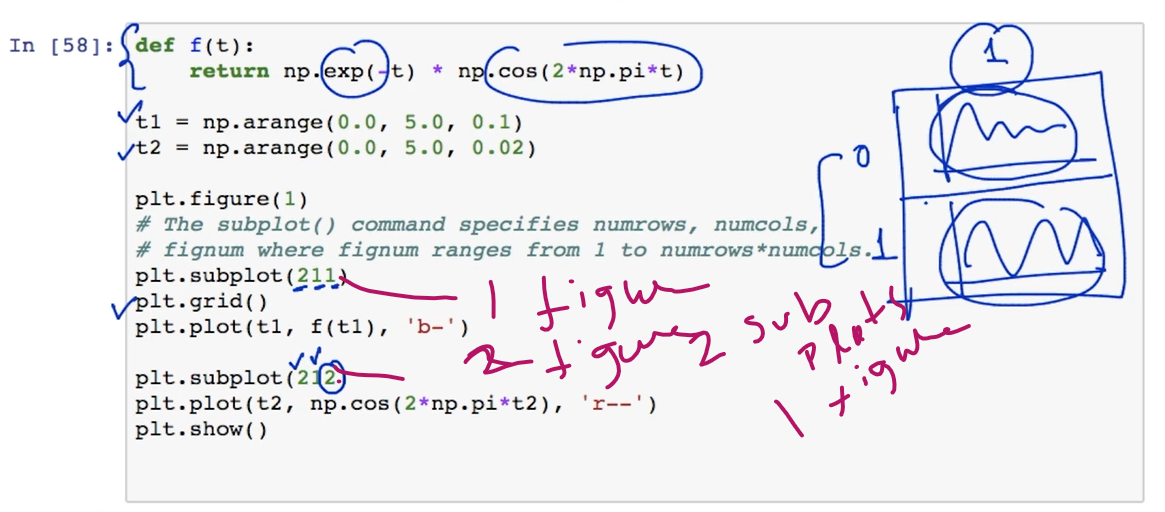 In [58]: def f(t):
return np.exp(-t) * np.cos(2*np.pi*t)
t1 = np.arange(0.0, 5.0, 0.1)
t2 = np.arange(0.0, 5.0, 0.02)
plt.figure(1)
# The subplot() command specifies numrows, numcols,
# fignum where fignum ranges from 1 to numrows*numcols.
plt.subplot(211)
plt.grid()
plt.plot(t1, f(t1), 'b-')
plt.subplot(212)
plt.plot(t2, np.cos(2*np.pi*t2), 'r--')
plt.show()
1
0
1
1 figure
2 figure
2 sub
plots
1 figure